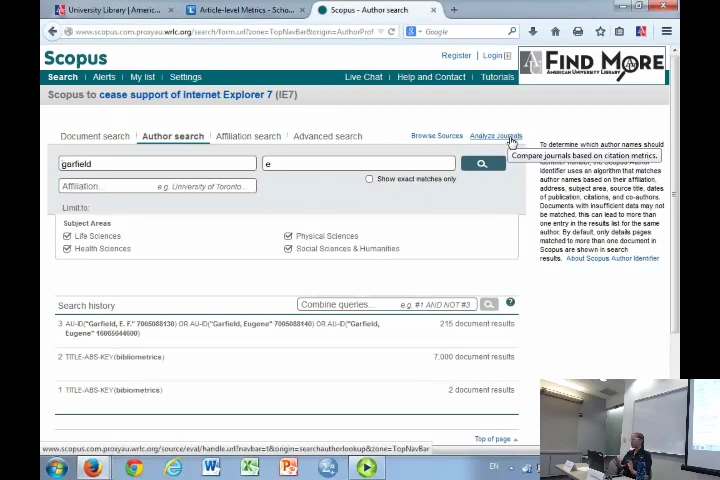 University Library | Americ...
Article-level Metrics - Scho...
Scopus - Author search
www.scopus.com.proxyau.wrlc.org/search/form.url?zone=TopNavBar&origin=AuthorProf
Google
Scopus
Register
Login
FIND MORE
AMERICAN UNIVERSITY LIBRARY
Search
Alerts
My list
Settings
Live Chat
Help and Contact
Tutorials
Scopus to cease support of Internet Explorer 7 (IE7)
Document search
Author search
Affiliation search
Advanced search
Browse Sources
Analyze Journals
Compare journals based on citation metrics.
garfield
e
Show exact matches only
Affiliation...
e.g. University of Toronto
Limit to:
Subject Areas
Life Sciences
Physical Sciences
Health Sciences
Social Sciences & Humanities
To determine which author names should
Identifier uses an algorithm that matches
author names based on their affiliation,
address, subject area, source title, dates
of publication, citations, and co-authors.
Documents with insufficient data may not
be matched, this can lead to more than
one entry in the results list for the same
author. By default, only details pages
matched to more than one document in
Scopus are shown in search
results. About Scopus Author Identifier
Search history
Combine queries...
e.g. #1 AND NOT #3
3 AU-ID("Garfield, E. E." 7005088130) OR AU-ID("Garfield, Eugene" 7005088140) OR AU-ID("Garfield,
Eugene" 16065544600)
215 document results
2 TITLE-ABS-KEY(bibliometrics)
7,000 document results
1 TITLE-ABS-KEY(bibiometrics)
2 document results
Top of page
www.scopus.com.proxyau.wrlc.org/source/eval/handle.url?navbar=t&origin=searchauthorlookup&zone=TopNavBar
EN